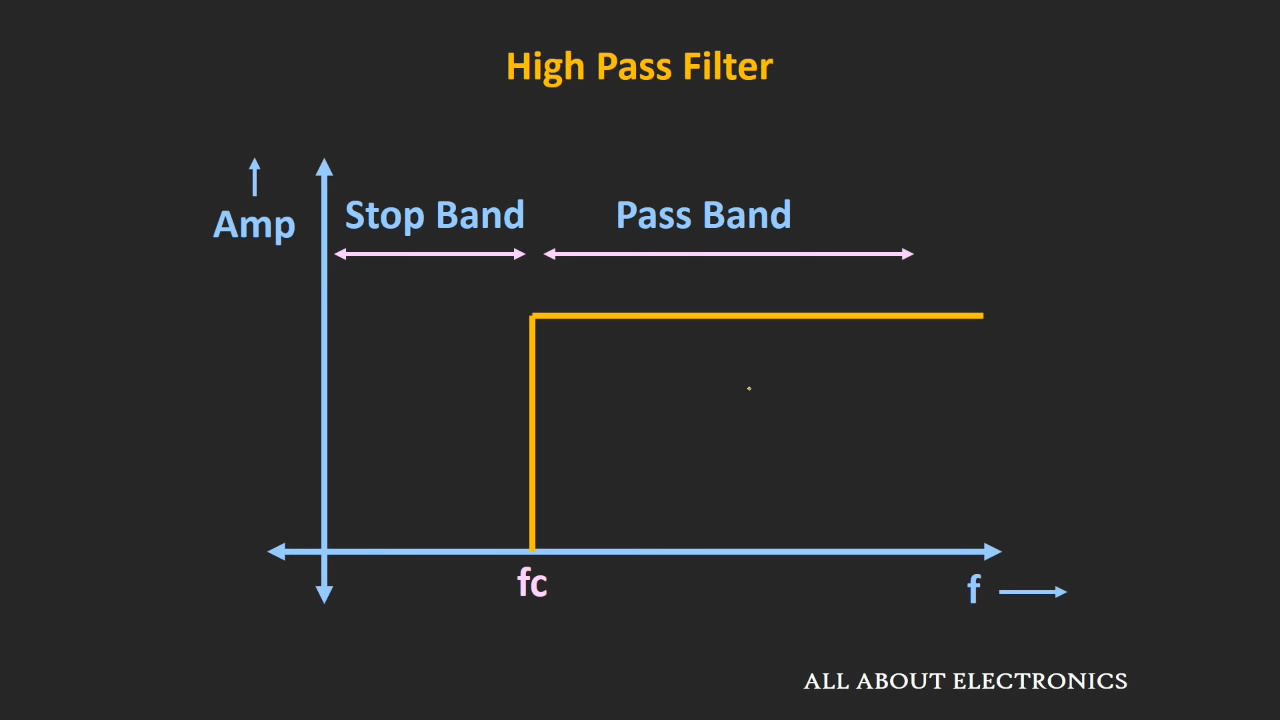 High Pass Filter
Amp
Stop Band
Pass Band
fc
f
ALL ABOUT ELECTRONICS